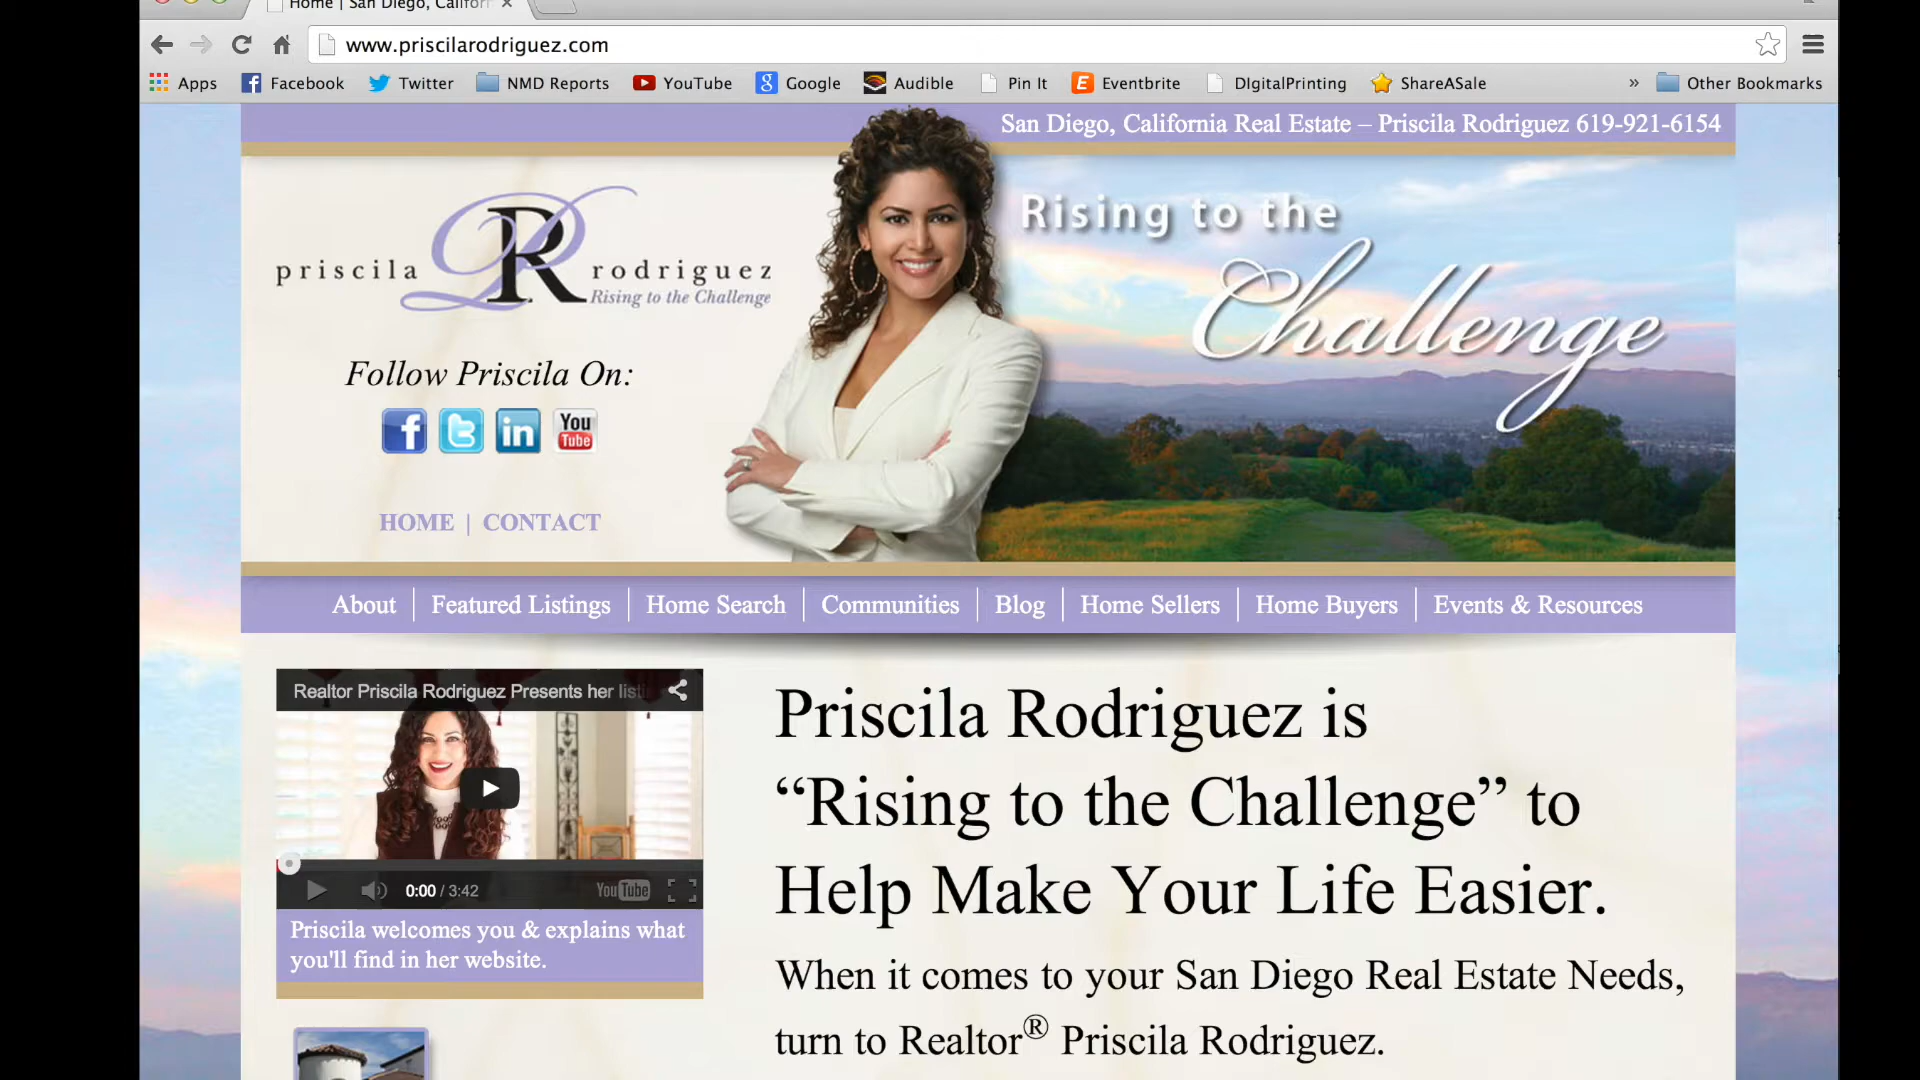 Home | San Diego, Californ
www.priscilarodriguez.com
Apps Facebook Twitter NMD Reports YouTube Google Audible Pin It Eventbrite DIgitalPrinting ShareASale » Other Bookmarks
San Diego, California Real Estate – Priscila Rodriguez 619-921-6154
priscila R rodriguez
Rising to the Challenge
Rising to the
Challenge
Follow Priscila On:
You
Tube
HOME | CONTACT
About Featured Listings Home Search Communities Blog Home Sellers Home Buyers Events & Resources
Realtor Priscila Rodriguez Presents her listi
0:00 / 3:42 YouTube
Priscila welcomes you & explains what
you'll find in her website.
Priscila Rodriguez is
“Rising to the Challenge” to
Help Make Your Life Easier.
When it comes to your San Diego Real Estate Needs,
turn to Realtor® Priscila Rodriguez.